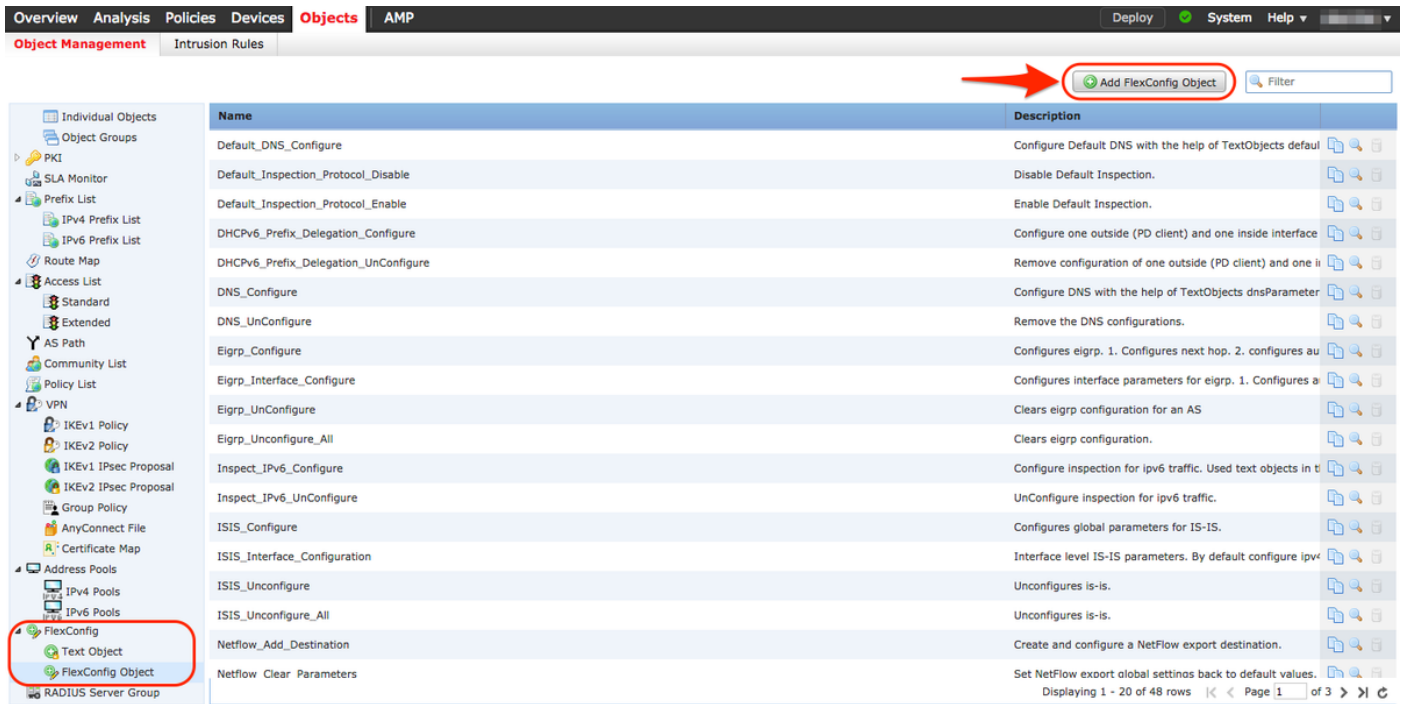 Overview Analysis Policies Devices Objects AMP Deploy System Help
Object Management Intrusion Rules
Add FlexConfig Object Filter
Individual Objects
Object Groups
PKI
SLA Monitor
Prefix List
IPv4 Prefix List
IPv6 Prefix List
Route Map
Access List
Standard
Extended
AS Path
Community List
Policy List
VPN
IKEv1 Policy
IKEv2 Policy
IKEv1 IPsec Proposal
IKEv2 IPsec Proposal
Group Policy
AnyConnect File
Certificate Map
Address Pools
IPv4 Pools
IPv6 Pools
FlexConfig
Text Object
FlexConfig Object
RADIUS Server Group
Name Description
Default_DNS_Configure Configure Default DNS with the help of TextObjects defaul
Default_Inspection_Protocol_Disable Disable Default Inspection.
Default_Inspection_Protocol_Enable Enable Default Inspection.
DHCPv6_Prefix_Delegation_Configure Configure one outside (PD client) and one inside interface
DHCPv6_Prefix_Delegation_UnConfigure Remove configuration of one outside (PD client) and one i
DNS_Configure Configure DNS with the help of TextObjects dnsParameter
DNS_UnConfigure Remove the DNS configurations.
Eigrp_Configure Configures eigrp. 1. Configures next hop. 2. configures au
Eigrp_Interface_Configure Configures interface parameters for eigrp. 1. Configures a
Eigrp_UnConfigure Clears eigrp configuration for an AS
Eigrp_Unconfigure_All Clears eigrp configuration.
Inspect_IPv6_Configure Configure inspection for ipv6 traffic. Used text objects in t
Inspect_IPv6_UnConfigure UnConfigure inspection for ipv6 traffic.
ISIS_Configure Configures global parameters for IS-IS.
ISIS_Interface_Configuration Interface level IS-IS parameters. By default configure ipv4
ISIS_Unconfigure Unconfigures is-is.
ISIS_Unconfigure_All Unconfigures is-is.
Netflow_Add_Destination Create and configure a NetFlow export destination.
Netflow_Clear_Parameters Set NetFlow export global settings back to default values.
Displaying 1 - 20 of 48 rows Page 1 of 3